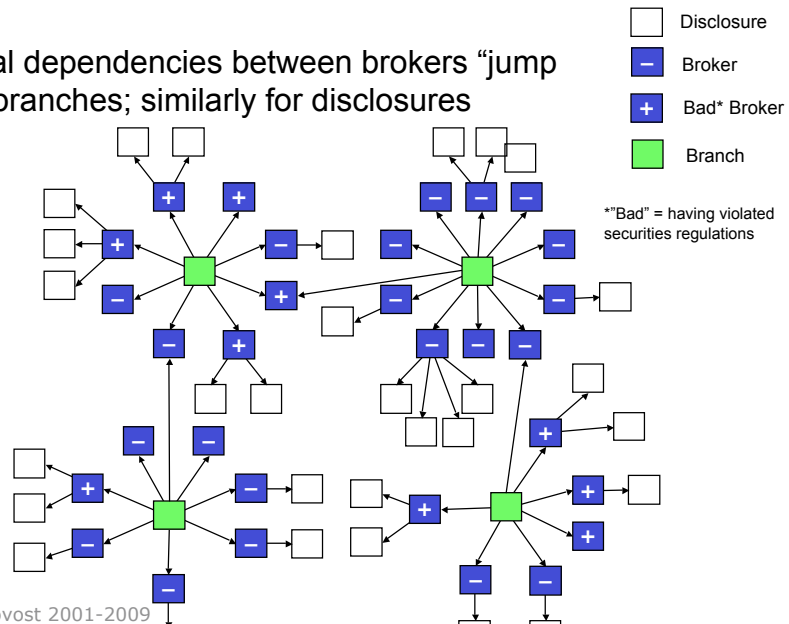 al dependencies between brokers “jump
branches; similarly for disclosures
Disclosure
– Broker
+ Bad* Broker
Branch
*”Bad” = having violated
securities regulations
+ + – – –
+ – – –
– + – –
– + – – –
– – +
+ – + +
– – +
– – –
vost 2001-2009